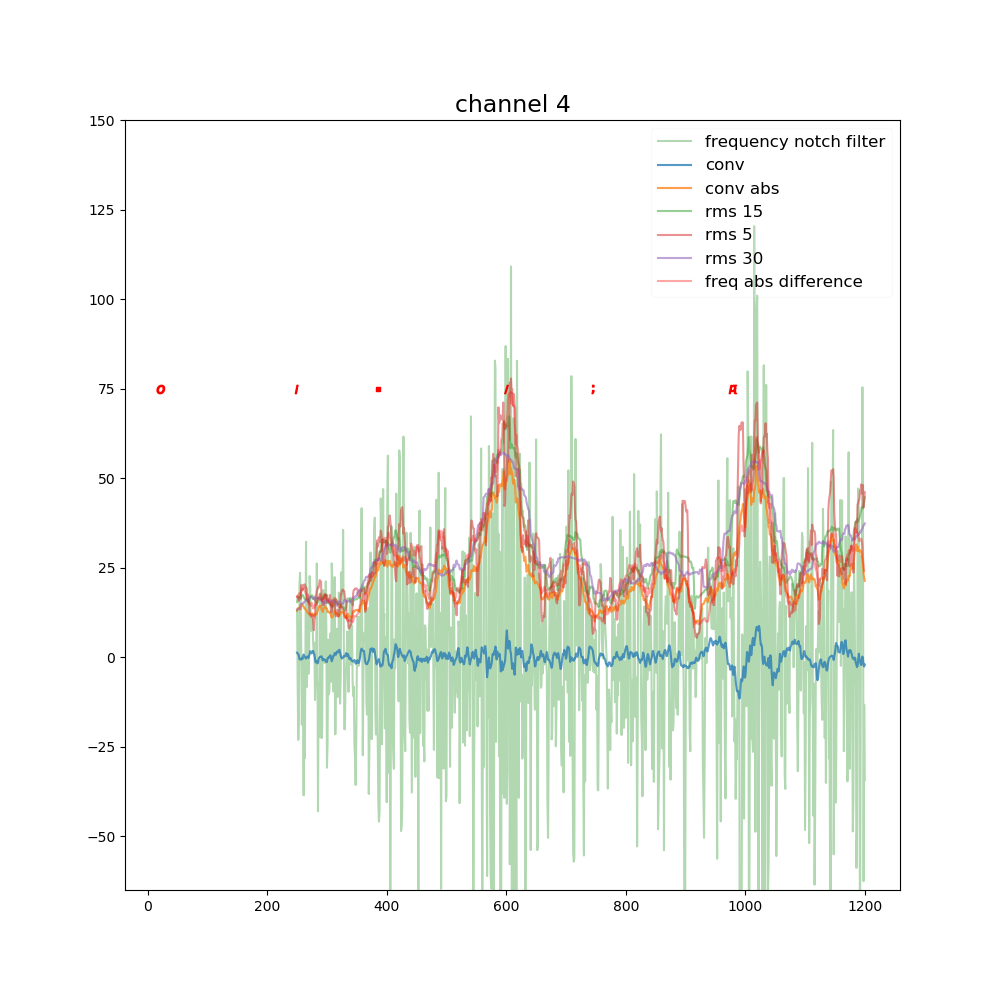 channel 4
150
125
100
75
50
25
0
−25
−50
frequency notch filter
conv
conv abs
rms 15
rms 5
rms 30
freq abs difference
0 200 400 600 800 1000 1200